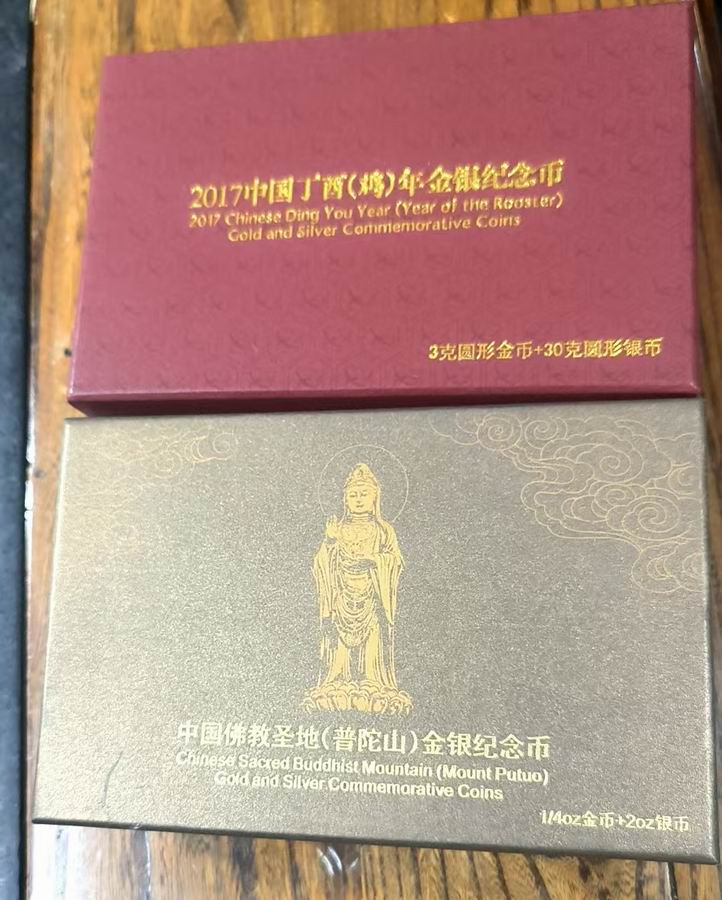 2017中国丁酉(鸡)年金银纪念币
2017 Chinese Ding You Year (Year of the Rooster)
Gold and Silver Commemorative Coins
3克圆形金币+30克圆形银币
中国佛教圣地(普陀山)金银纪念币
Chinese Sacred Buddhist Mountain (Mount Putuo)
Gold and Silver Commemorative Coins
1/4oz金币+2oz银币